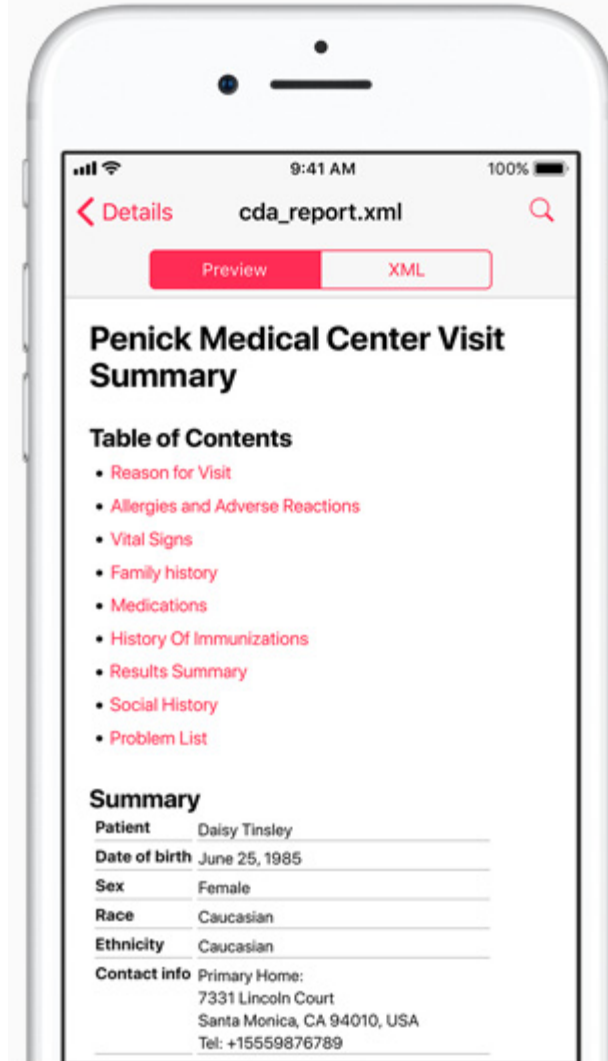 9:41 AM
100%
Details
cda_report.xml
Preview
XML
Penick Medical Center Visit
Summary
Table of Contents
• Reason for Visit
• Allergies and Adverse Reactions
• Vital Signs
• Family history
• Medications
• History Of Immunizations
• Results Summary
• Social History
• Problem List
Summary
Patient Daisy Tinsley
Date of birth June 25, 1985
Sex Female
Race Caucasian
Ethnicity Caucasian
Contact info Primary Home:
7331 Lincoln Court
Santa Monica, CA 94010, USA
Tel: +15559876789